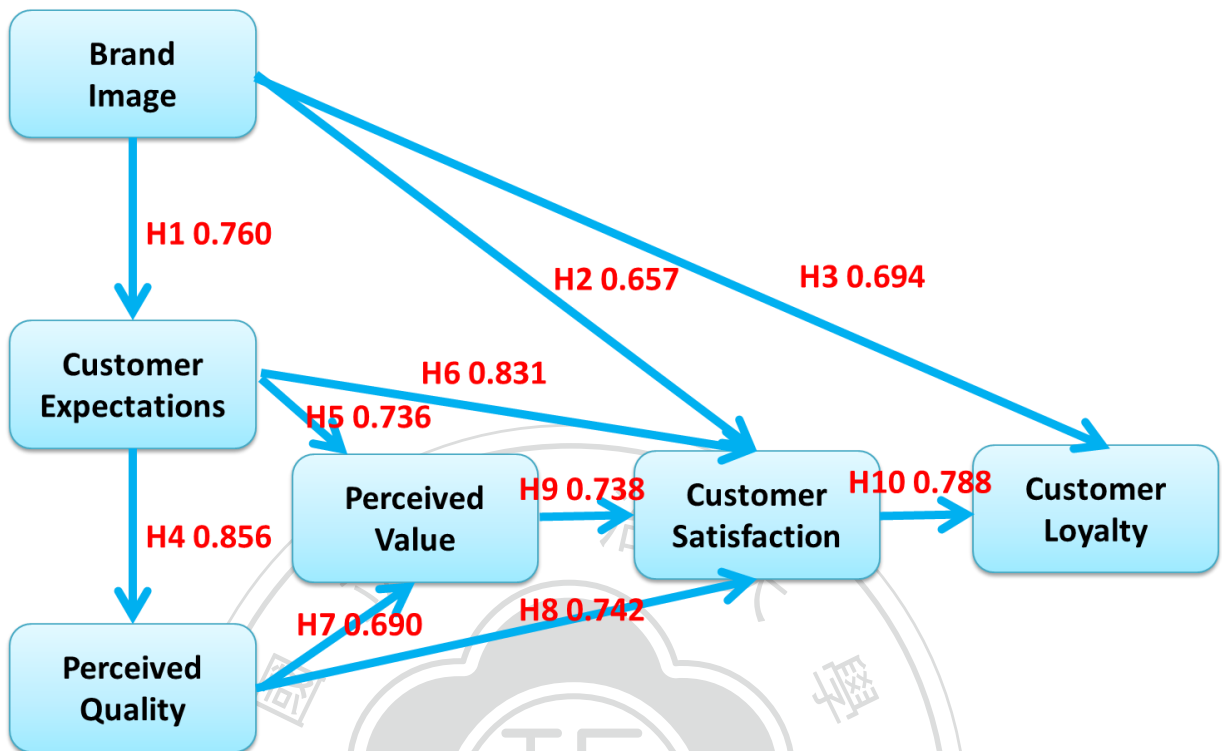 Brand
Image
H1 0.760
H2 0.657
H3 0.694
Customer
Expectations
H6 0.831
H5 0.736
H4 0.856
Perceived
Value
H9 0.738
Customer
Satisfaction
H10 0.788
Customer
Loyalty
H7 0.690
H8 0.742
Perceived
Quality
學